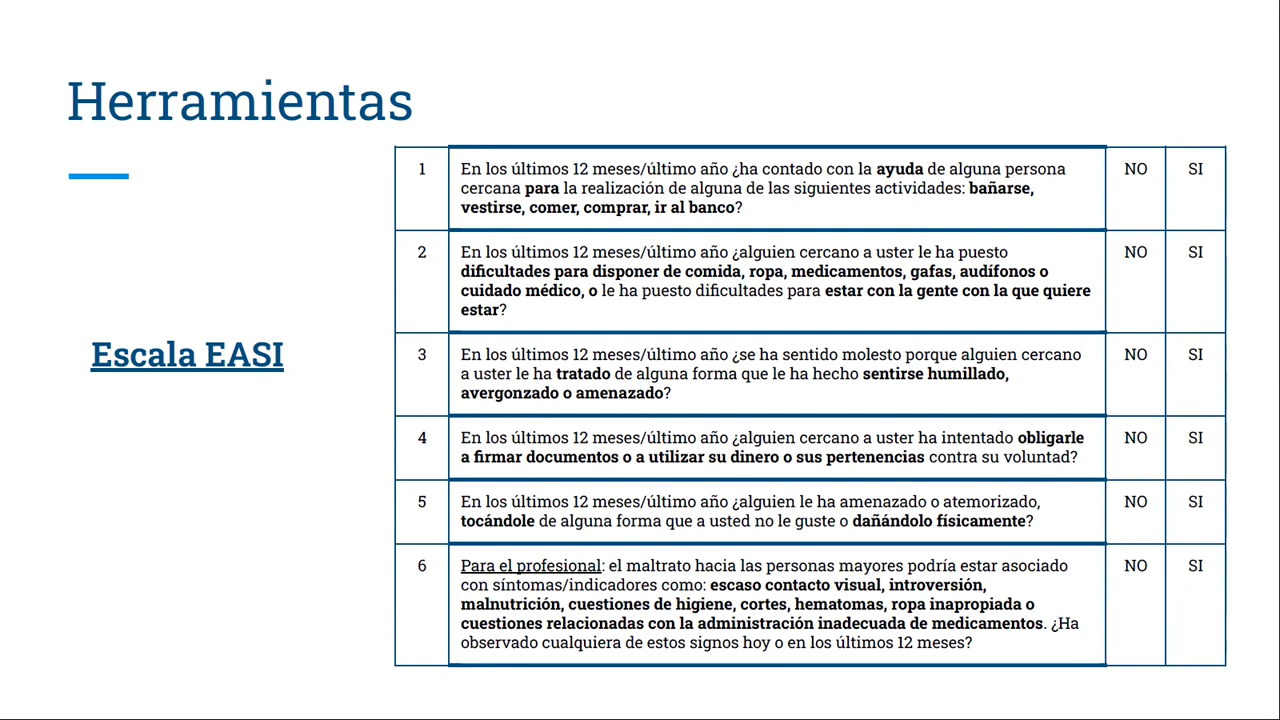 Herramientas
Escala EASI
1 En los últimos 12 meses/último año ¿ha contado con la ayuda de alguna persona NO SI
cercana para la realización de alguna de las siguientes actividades: bañarse,
vestirse, comer, comprar, ir al banco?
2 En los últimos 12 meses/último año ¿alguien cercano a uster le ha puesto NO SI
dificultades para disponer de comida, ropa, medicamentos, gafas, audífonos o
cuidado médico, o le ha puesto dificultades para estar con la gente con la que quiere
estar?
3 En los últimos 12 meses/último año ¿se ha sentido molesto porque alguien cercano NO SI
a uster le ha tratado de alguna forma que le ha hecho sentirse humillado,
avergonzado o amenazado?
4 En los últimos 12 meses/último año ¿alguien cercano a uster ha intentado obligarle NO SI
a firmar documentos o a utilizar su dinero o sus pertenencias contra su voluntad?
5 En los últimos 12 meses/último año ¿alguien le ha amenazado o atemorizado, NO SI
tocándole de alguna forma que a usted no le guste o dañándolo físicamente?
6 Para el profesional: el maltrato hacia las personas mayores podría estar asociado NO SI
con síntomas/indicadores como: escaso contacto visual, introversión,
malnutrición, cuestiones de higiene, cortes, hematomas, ropa inapropiada o
cuestiones relacionadas con la administración inadecuada de medicamentos. ¿Ha
observado cualquiera de estos signos hoy o en los últimos 12 meses?